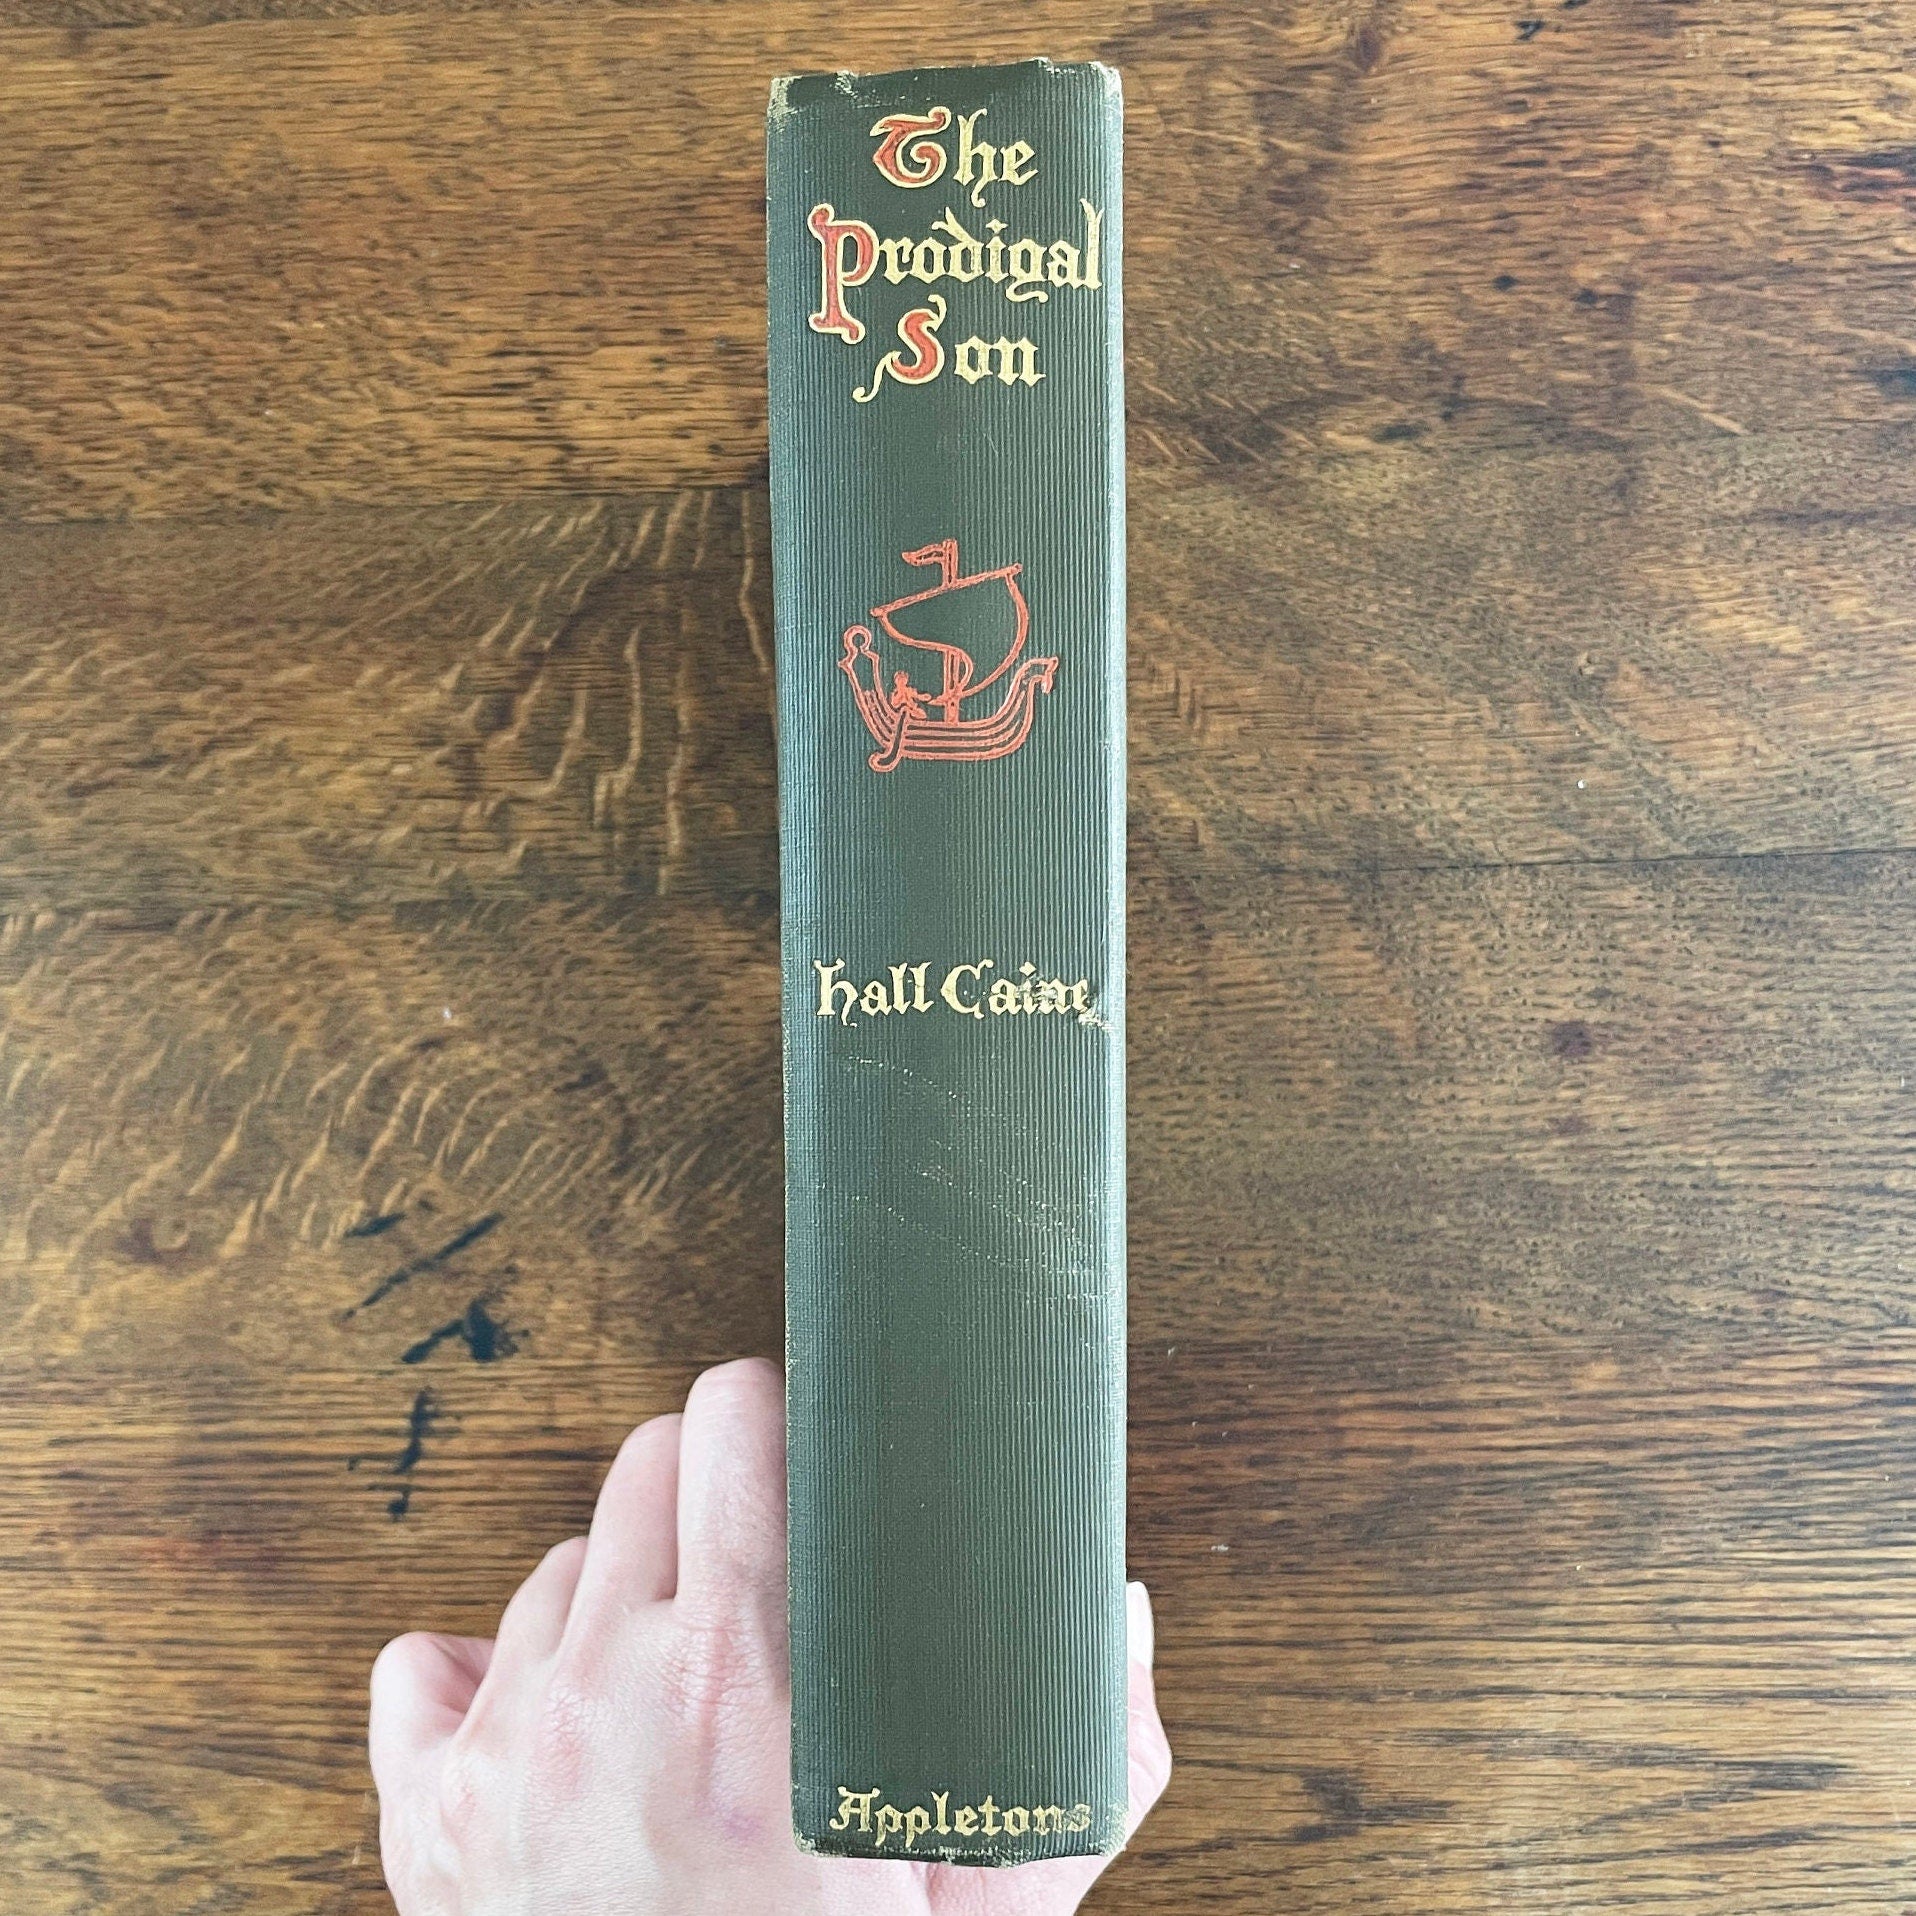 The
Prodigal
Son
Hall Caine
Appletons